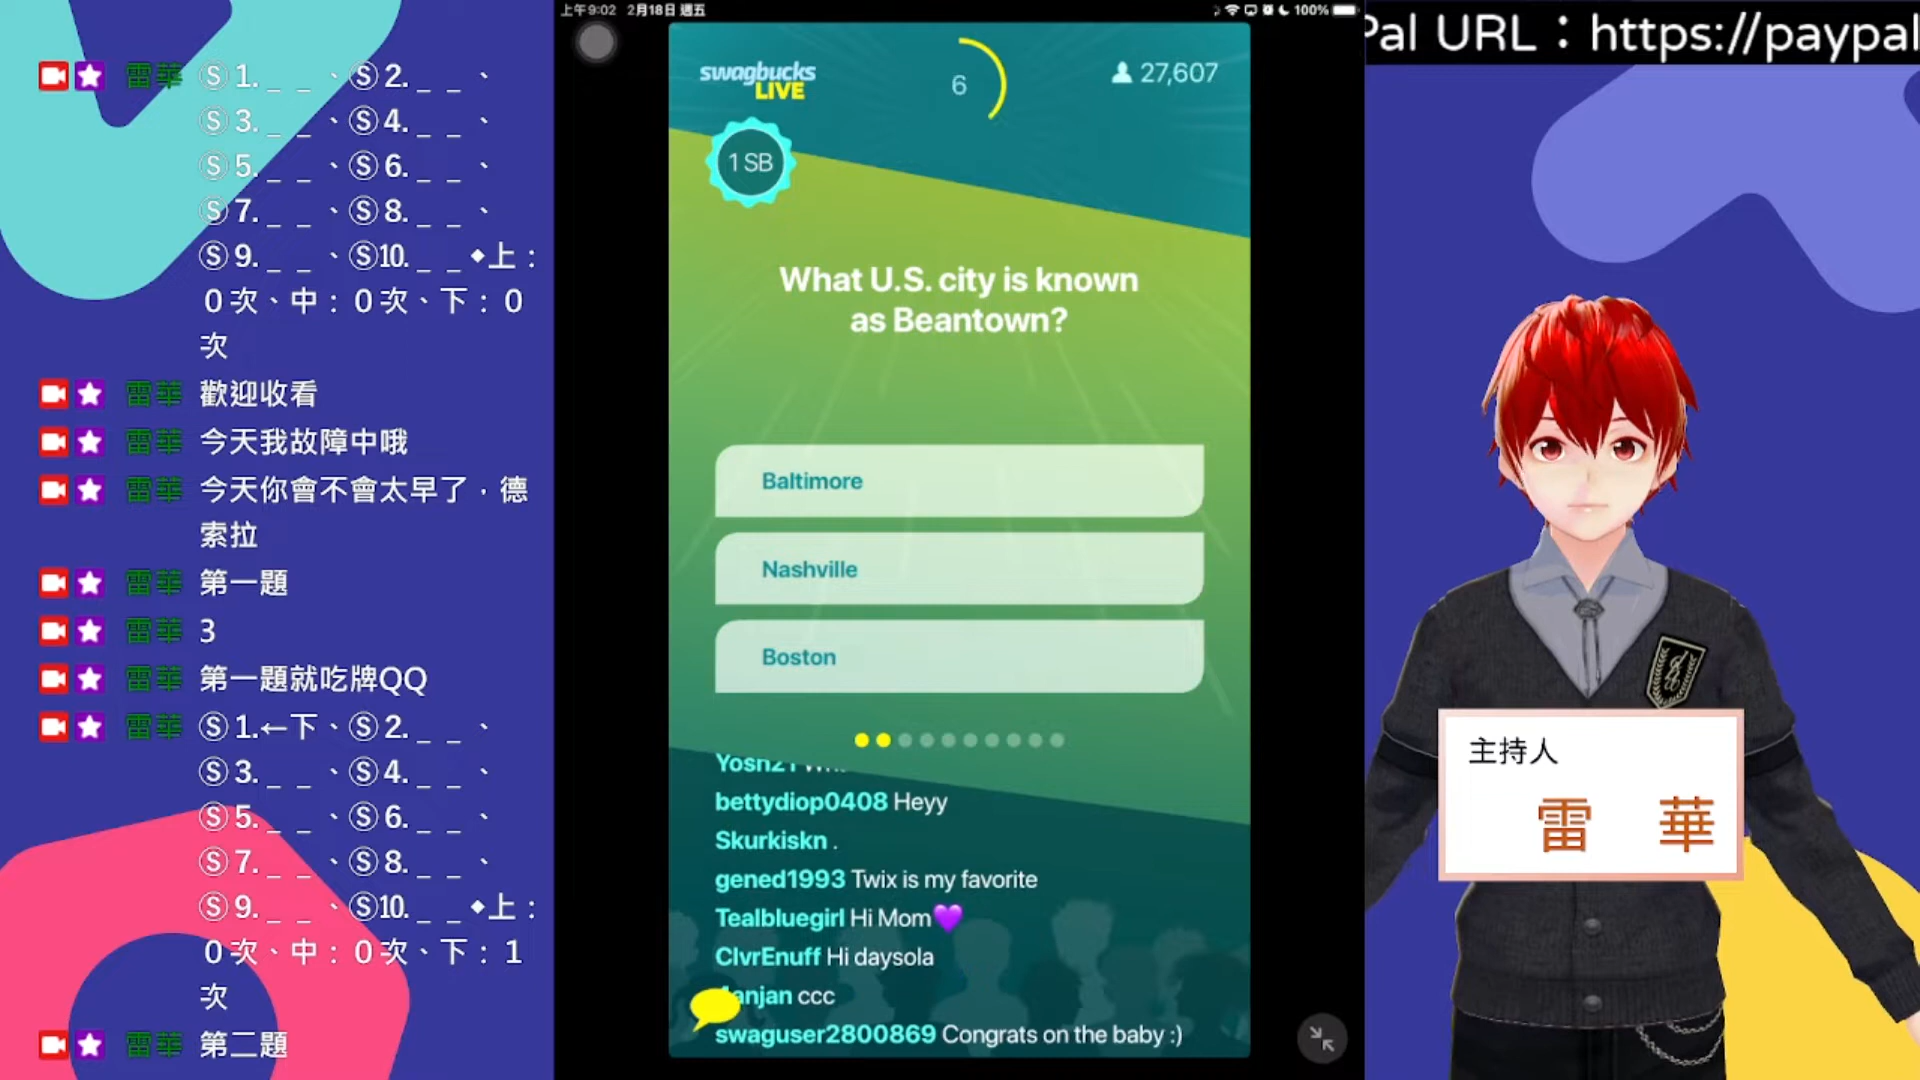 雷華 Ⓢ1. _ _ 、Ⓢ2. _ _ 、
Ⓢ3. _ _ 、Ⓢ4. _ _ 、
Ⓢ5. _ _ 、Ⓢ6. _ _ 、
Ⓢ7. _ _ 、Ⓢ8. _ _ 、
Ⓢ9. _ _ 、Ⓢ10. _ _ ◆上：
０次、中：０次、下：０
次
雷華 歡迎收看
雷華 今天我故障中哦
雷華 今天你會不會太早了，德
索拉
雷華 第一題
雷華 3
雷華 第一題就吃牌QQ
雷華 Ⓢ1.←下、Ⓢ2. _ _ 、
Ⓢ3. _ _ 、Ⓢ4. _ _ 、
Ⓢ5. _ _ 、Ⓢ6. _ _ 、
Ⓢ7. _ _ 、Ⓢ8. _ _ 、
Ⓢ9. _ _ 、Ⓢ10. _ _ ◆上：
０次、中：０次、下：１
次
雷華 第二題
上午9:02 2月18日 週五
100%
swagbucks
LIVE
6
27,607
1 SB
What U.S. city is known
as Beantown?
Baltimore
Nashville
Boston
bettydiop0408 Heyy
Skurkiskn .
gened1993 Twix is my favorite
Tealbluegirl Hi Mom💜
ClvrEnuff Hi daysola
anjan ccc
swaguser2800869 Congrats on the baby :)
Pal URL：https://paypal
主持人
雷 華